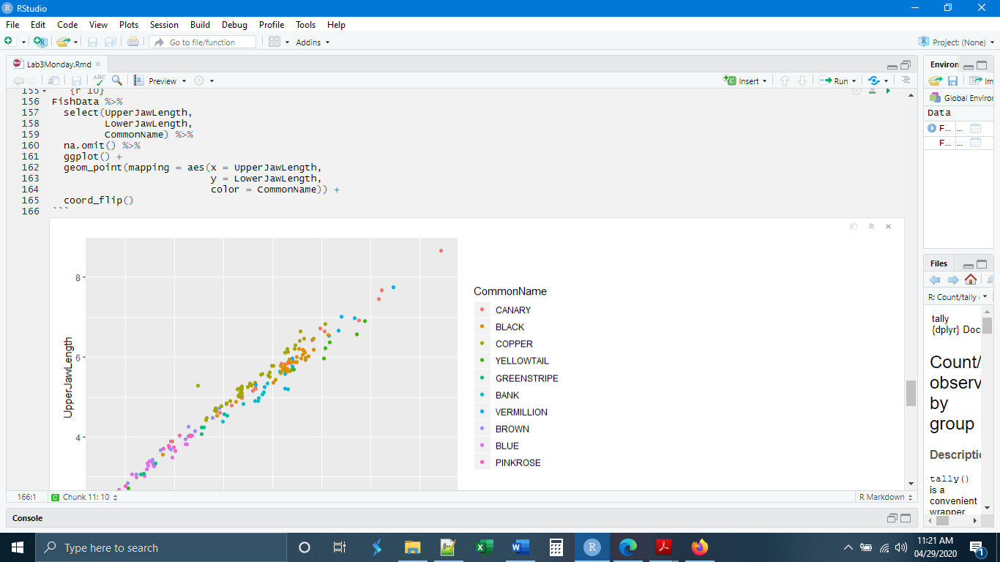 RStudio
File Edit Code View Plots Session Build Debug Profile Tools Help
Go to file/function
Addins
Project: (None)
Lab3Monday.Rmd
Environ
ABC
Preview
Insert
Run
Im
Global Enviror
Data
F... ...
F... ...
155 {r 10}
156 FishData %>%
157 select(UpperJawLength,
158 LowerJawLength,
159 CommonName) %>%
160 na.omit() %>%
161 ggplot() +
162 geom_point(mapping = aes(x = UpperJawLength,
163 y = LowerJawLength,
164 color = CommonName)) +
165 coord_flip()
166 ```
8
6
4
UpperJawLength
CommonName
CANARY
BLACK
COPPER
YELLOWTAIL
GREENSTRIPE
BANK
VERMILLION
BROWN
BLUE
PINKROSE
Files
R: Count/tally
tally
{dplyr} Doc
Count/
observ
by
group
Descriptio
tally()
is a
convenient
wrapper
166:1 C Chunk 11: 10 R Markdown
Console
Type here to search
11:21 AM
04/29/2020
1